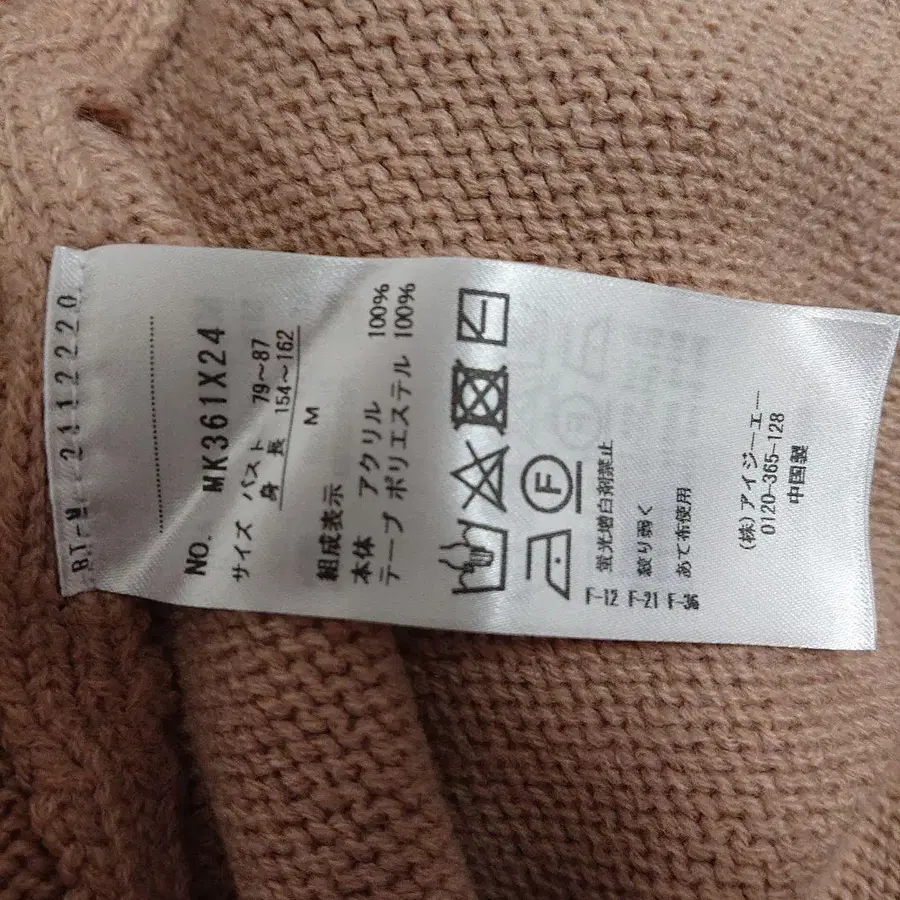 BT-M 2112220
NO. MK361X24
サイズ バスト 79～87
身長 154～162
M
組成表示
本体 アクリル 100%
テープ ポリエステル 100%
F
F-12 蛍光増白剤禁止
F-21 絞り弱く
F-36 あて布使用
(株)アイジーエー
0120-365-128
中国製